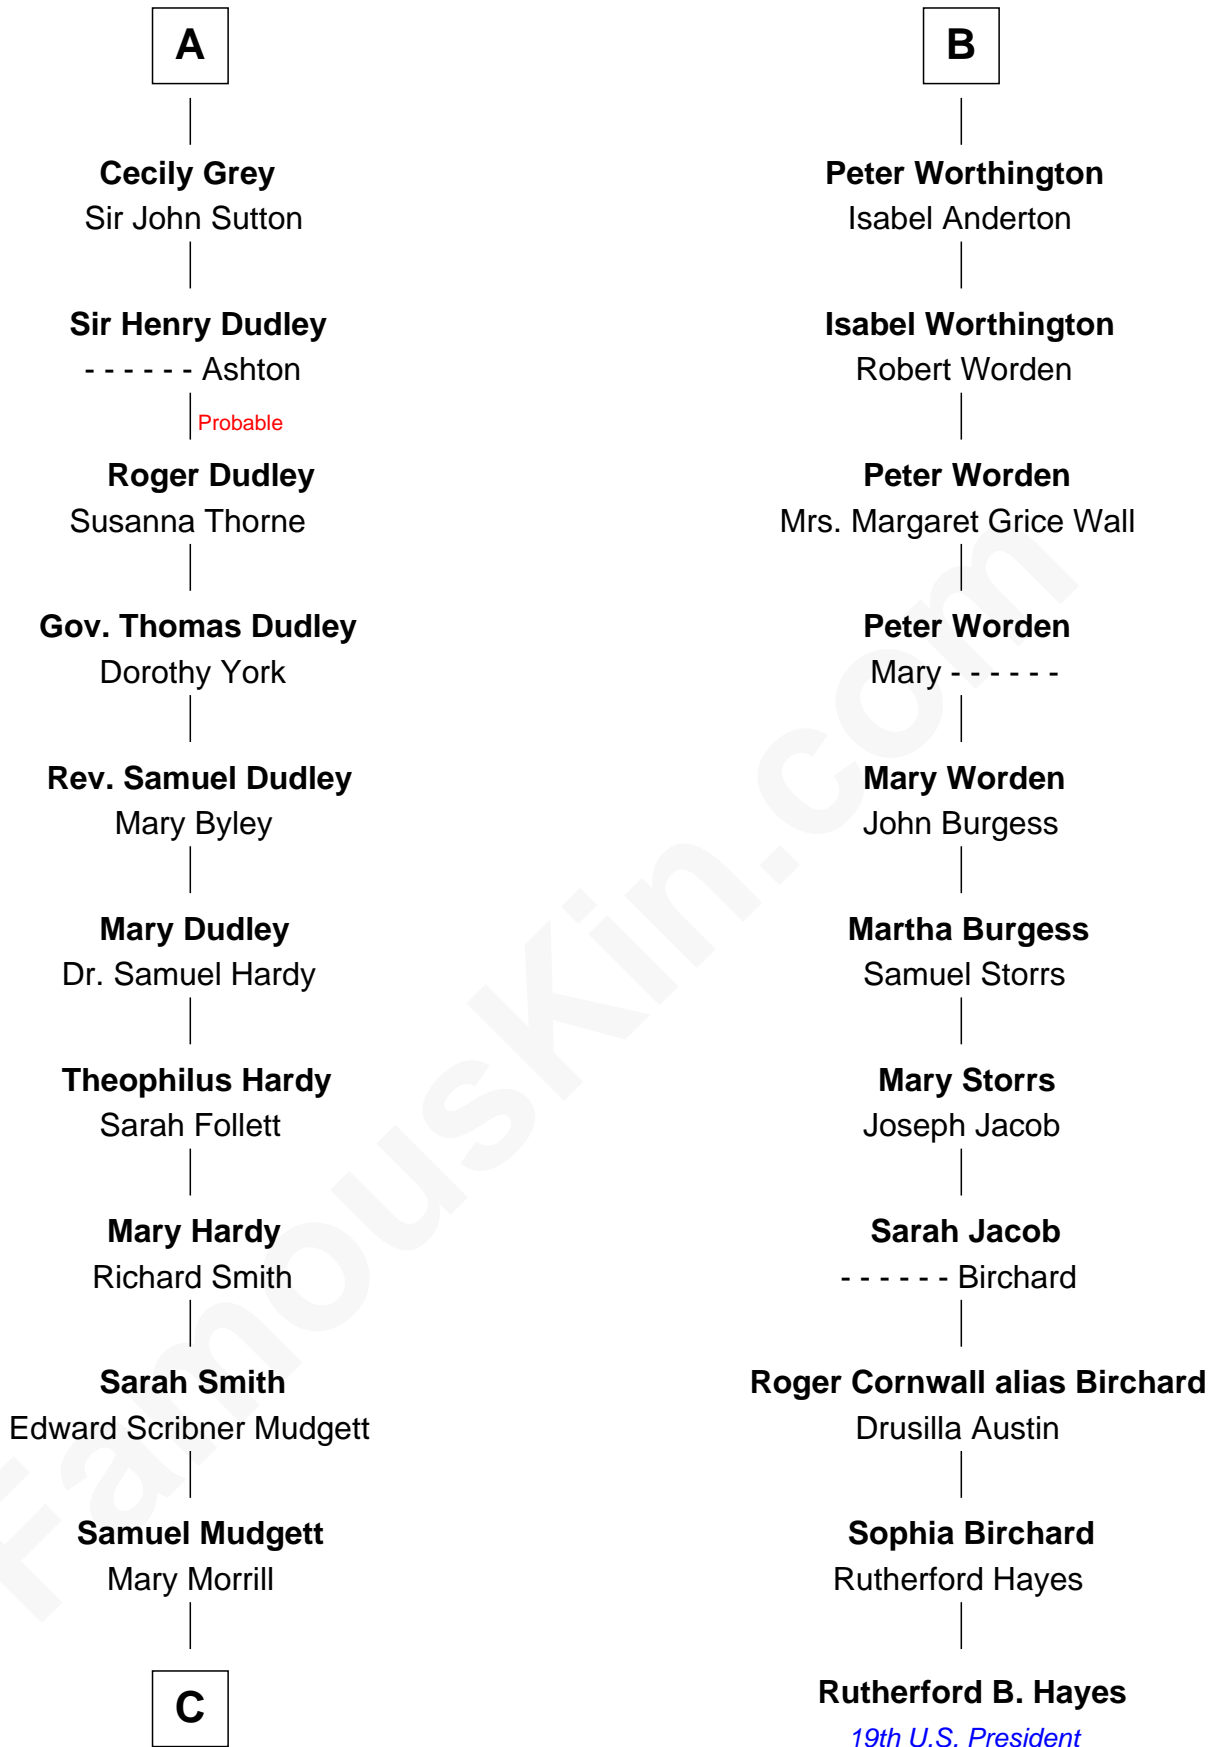 A
Cecily Grey
Sir John Sutton
Sir Henry Dudley
- - - - - - Ashton
Probable
Roger Dudley
Susanna Thorne
Gov. Thomas Dudley
Dorothy York
Rev. Samuel Dudley
Mary Byley
Mary Dudley
Dr. Samuel Hardy
Theophilus Hardy
Sarah Follett
Mary Hardy
Richard Smith
Sarah Smith
Edward Scribner Mudgett
Samuel Mudgett
Mary Morrill
C
B
Peter Worthington
Isabel Anderton
Isabel Worthington
Robert Worden
Peter Worden
Mrs. Margaret Grice Wall
Peter Worden
Mary - - - - - -
Mary Worden
John Burgess
Martha Burgess
Samuel Storrs
Mary Storrs
Joseph Jacob
Sarah Jacob
- - - - - - Birchard
Roger Cornwall alias Birchard
Drusilla Austin
Sophia Birchard
Rutherford Hayes
Rutherford B. Hayes
19th U.S. President
FamousKin.com